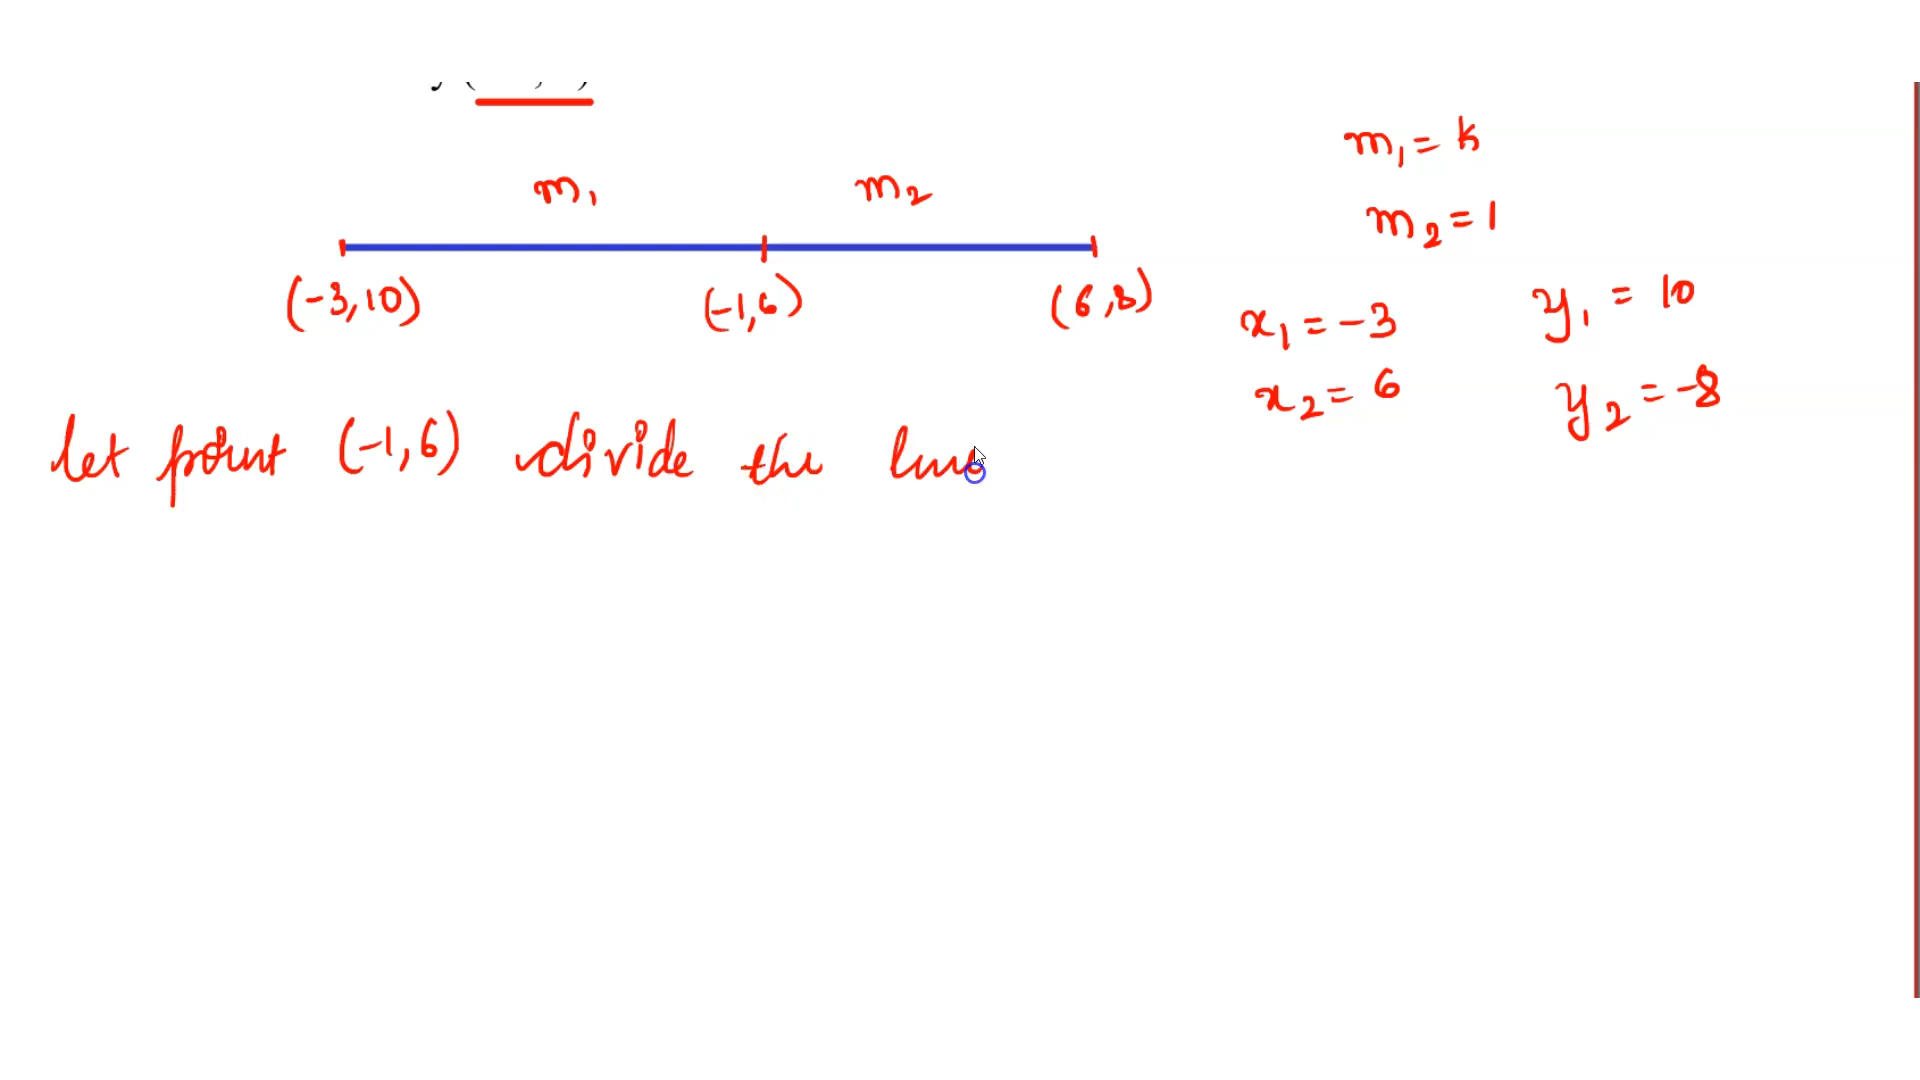 m₁ m₂
(-3,10) (-1,6) (6,8)
m₁ = k
m₂ = 1
x₁ = -3 y₁ = 10
x₂ = 6 y₂ = -8
let point (-1,6) divide the line